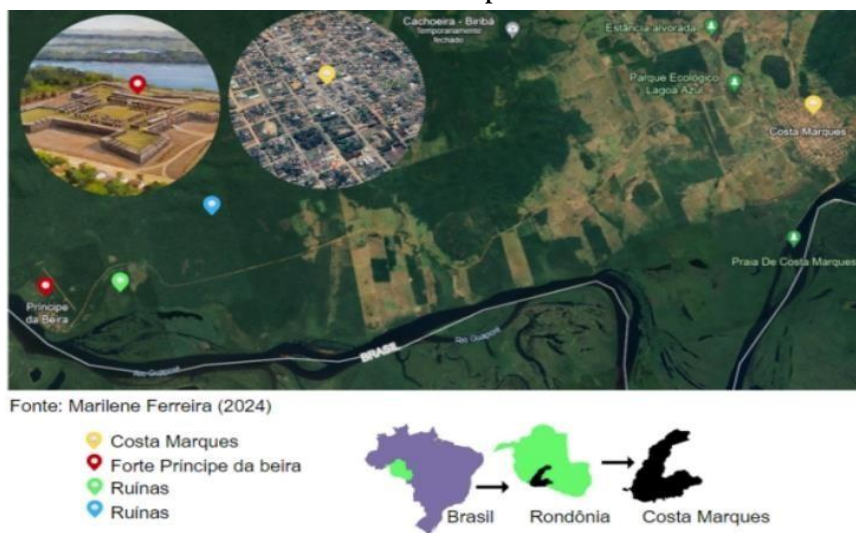 Cachoeira - Biribá
Temporariamente
fechado
Estância alvorada
Parque Ecológico
Lagoa Azul
Costa Marques
Praia De Costa Marques
Príncipe
da Beira
Rio Guaporé
BRASIL
Rio Guaporé
Fonte: Marilene Ferreira (2024)
Costa Marques
Forte Príncipe da beira
Ruínas
Ruínas
Brasil
Rondônia
Costa Marques